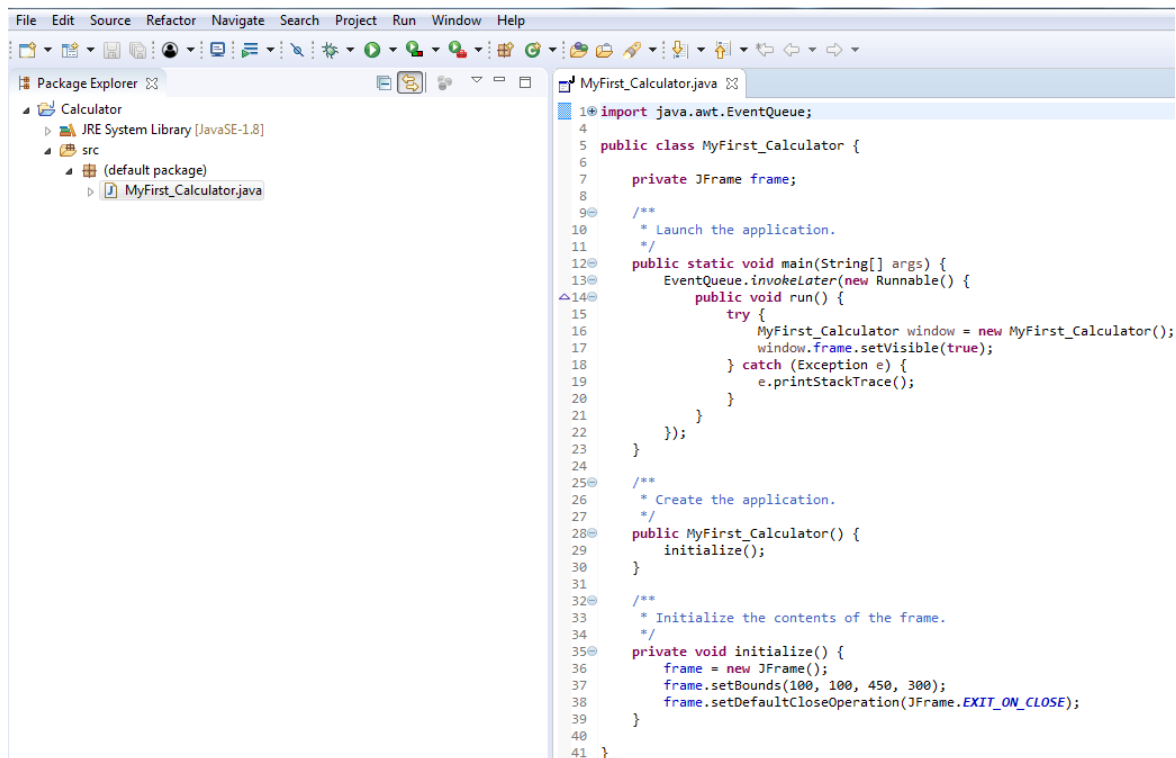 File Edit Source Refactor Navigate Search Project Run Window Help
Package Explorer
Calculator
JRE System Library [JavaSE-1.8]
src
(default package)
MyFirst_Calculator.java
MyFirst_Calculator.java
1 import java.awt.EventQueue;
4
5 public class MyFirst_Calculator {
6
7     private JFrame frame;
8
9     /**
10      * Launch the application.
11      */
12     public static void main(String[] args) {
13         EventQueue.invokeLater(new Runnable() {
14             public void run() {
15                 try {
16                     MyFirst_Calculator window = new MyFirst_Calculator();
17                     window.frame.setVisible(true);
18                 } catch (Exception e) {
19                     e.printStackTrace();
20                 }
21             }
22         });
23     }
24
25     /**
26      * Create the application.
27      */
28     public MyFirst_Calculator() {
29         initialize();
30     }
31
32     /**
33      * Initialize the contents of the frame.
34      */
35     private void initialize() {
36         frame = new JFrame();
37         frame.setBounds(100, 100, 450, 300);
38         frame.setDefaultCloseOperation(JFrame.EXIT_ON_CLOSE);
39     }
40
41 }